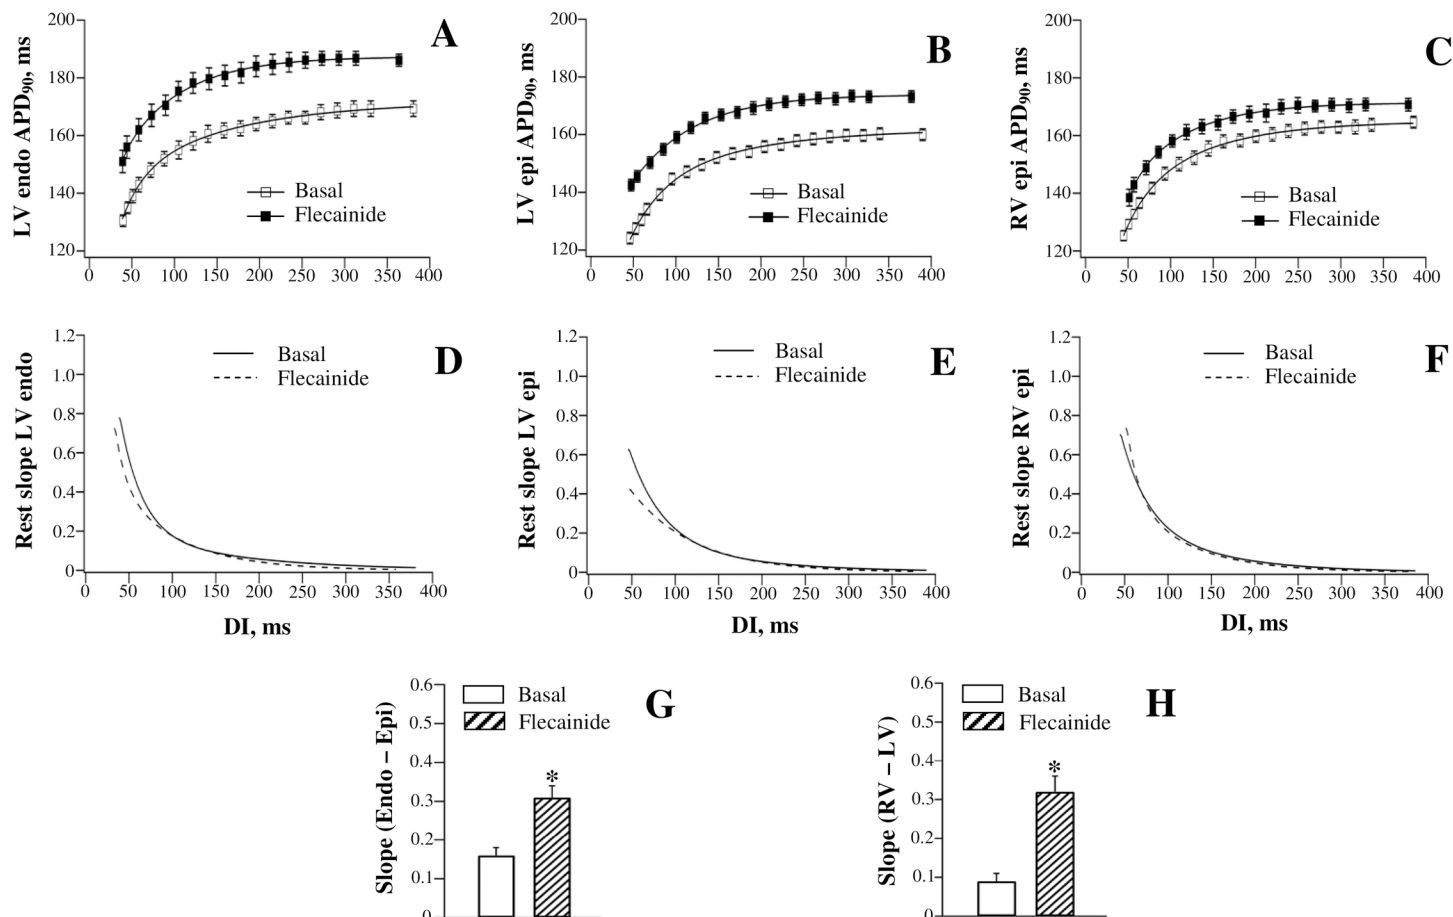 A
LV endo APD90, ms
200
180
160
140
120
Basal
Flecainide
0 50 100 150 200 250 300 350 400
B
LV epi APD90, ms
200
180
160
140
120
Basal
Flecainide
0 50 100 150 200 250 300 350 400
C
RV epi APD90, ms
200
180
160
140
120
Basal
Flecainide
0 50 100 150 200 250 300 350 400
D
Rest slope LV endo
1.2
1.0
0.8
0.6
0.4
0.2
0
Basal
Flecainide
0 50 100 150 200 250 300 350 400
DI, ms
E
Rest slope LV epi
1.2
1.0
0.8
0.6
0.4
0.2
0
Basal
Flecainide
0 50 100 150 200 250 300 350 400
DI, ms
F
Rest slope RV epi
1.2
1.0
0.8
0.6
0.4
0.2
0
Basal
Flecainide
0 50 100 150 200 250 300 350 400
DI, ms
G
Slope (Endo – Epi)
0.6
0.5
0.4
0.3
0.2
0.1
0
Basal
Flecainide
*
H
Slope (RV – LV)
0.6
0.5
0.4
0.3
0.2
0.1
0
Basal
Flecainide
*